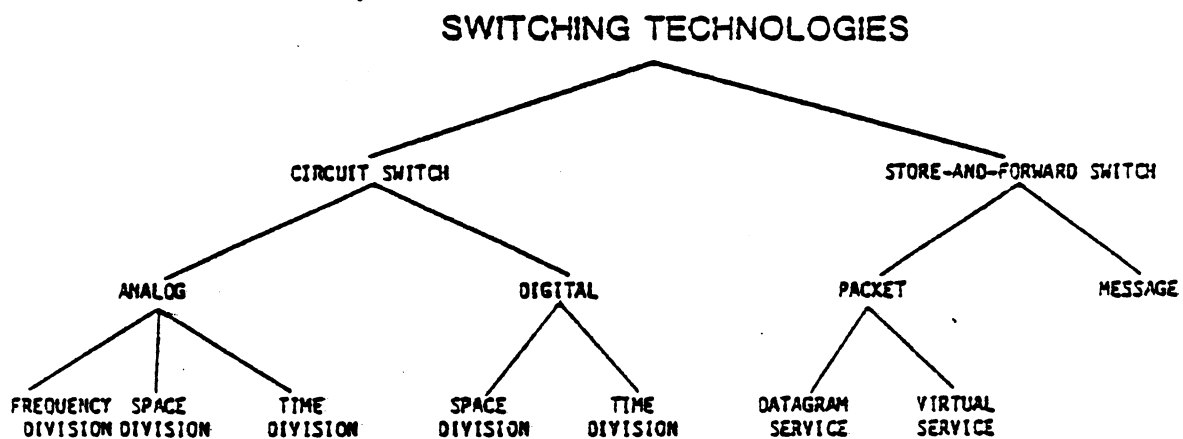 SWITCHING TECHNOLOGIES
CIRCUIT SWITCH STORE-AND-FORWARD SWITCH
ANALOG DIGITAL PACKET MESSAGE
FREQUENCY SPACE TIME SPACE TIME DATAGRAM VIRTUAL
DIVISION DIVISION DIVISION DIVISION DIVISION SERVICE SERVICE